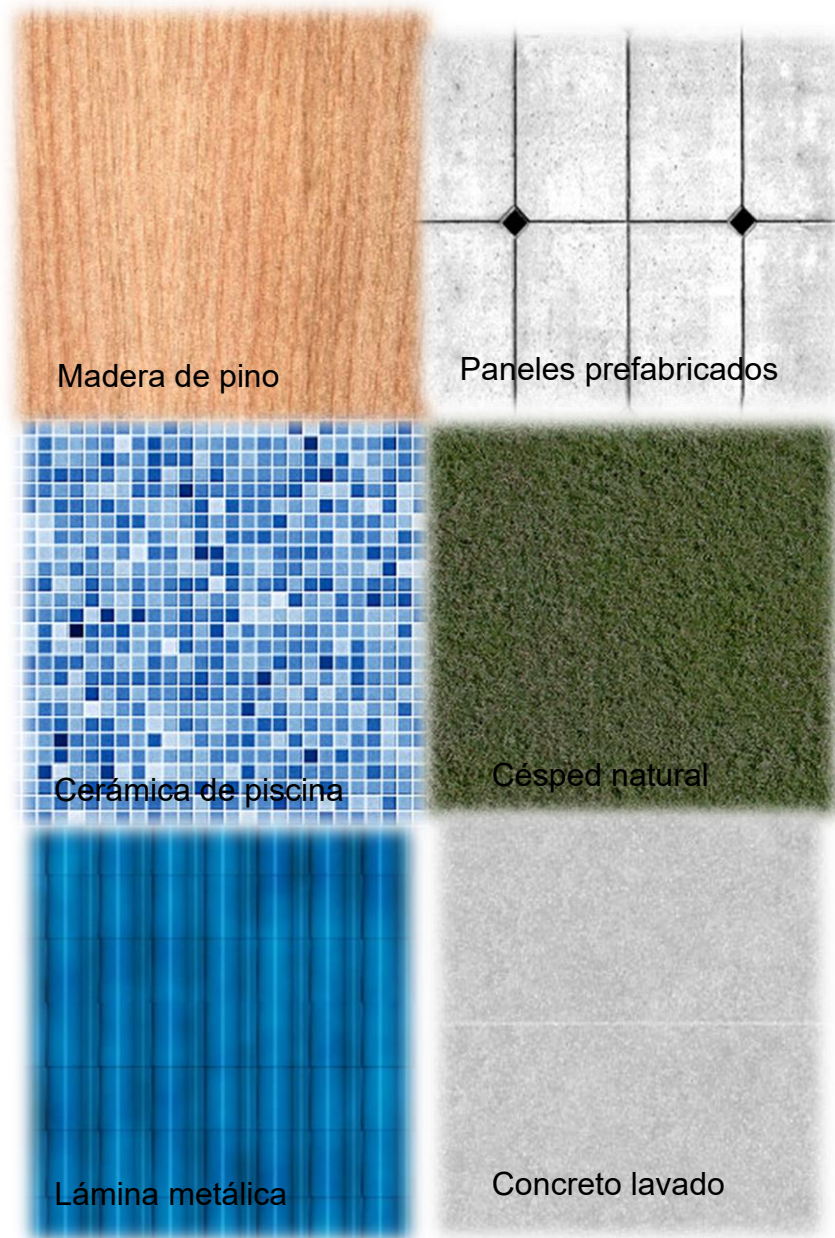 Madera de pino
Paneles prefabricados
Cerámica de piscina
Césped natural
Lámina metálica
Concreto lavado